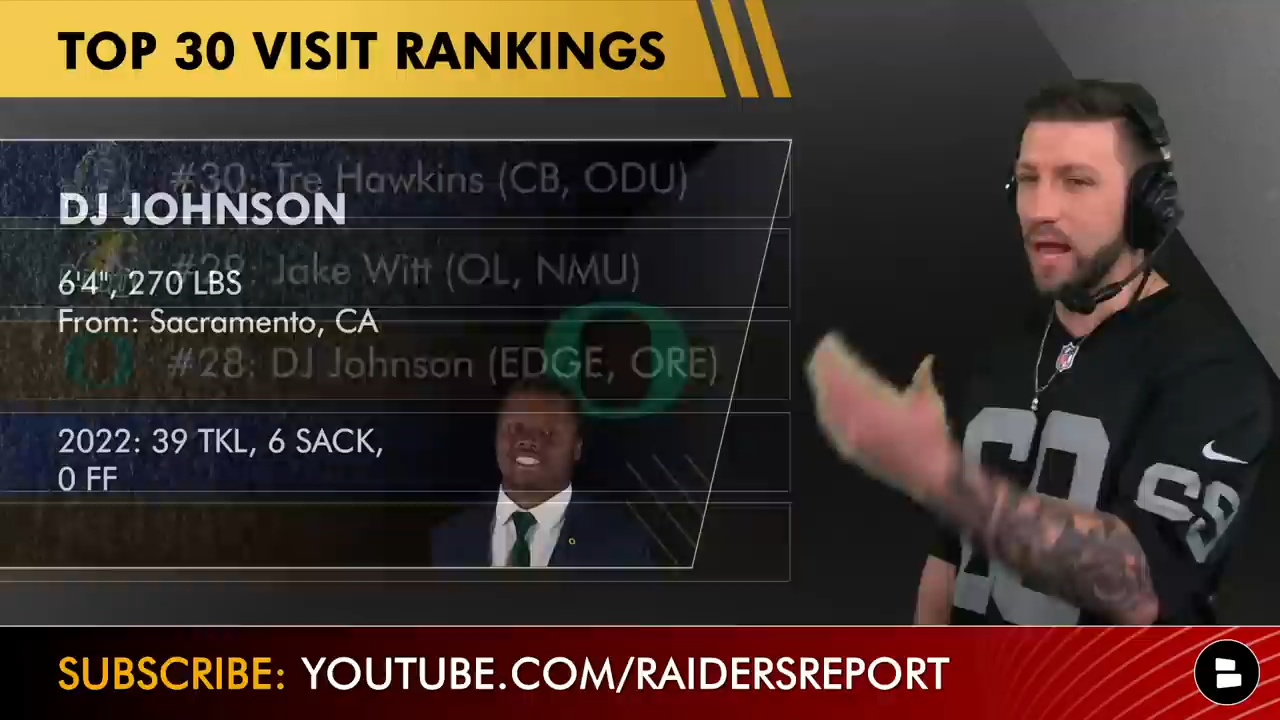 TOP 30 VISIT RANKINGS
#30: Tre Hawkins (CB, ODU)
DJ JOHNSON
#29: Jake Witt (OL, NMU)
6'4", 270 LBS
From: Sacramento, CA
#28: DJ Johnson (EDGE, ORE)
2022: 39 TKL, 6 SACK,
0 FF
SUBSCRIBE: YOUTUBE.COM/RAIDERSREPORT